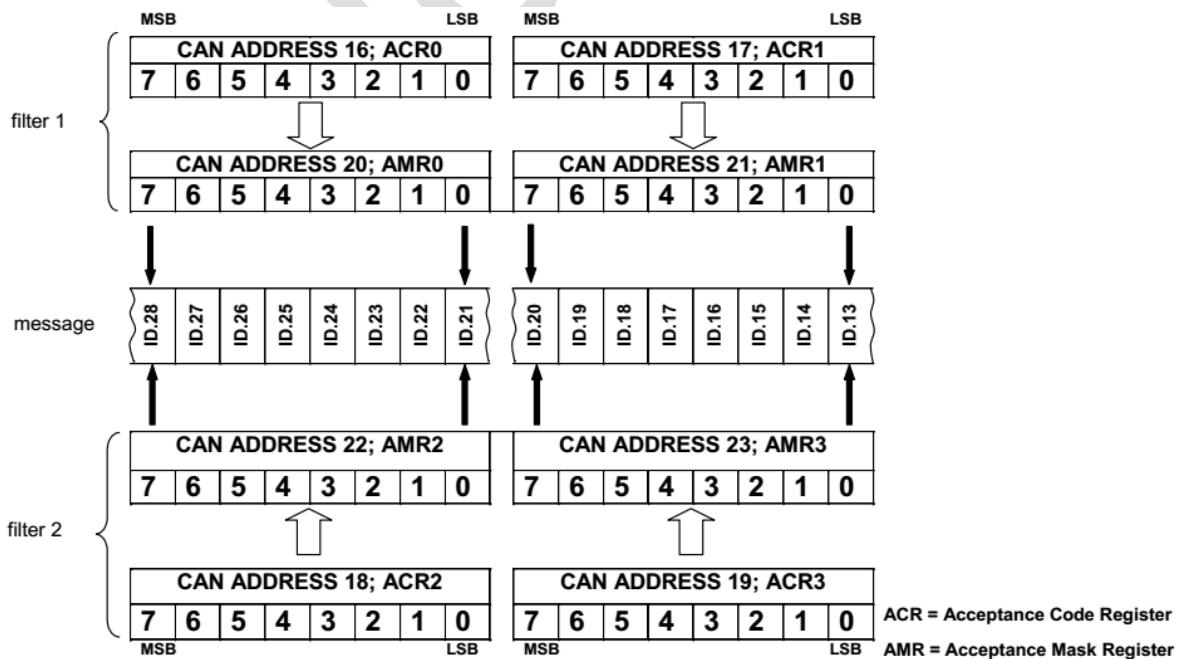 MSB LSB MSB LSB
CAN ADDRESS 16; ACR0 CAN ADDRESS 17; ACR1
7 6 5 4 3 2 1 0 7 6 5 4 3 2 1 0
filter 1
CAN ADDRESS 20; AMR0 CAN ADDRESS 21; AMR1
7 6 5 4 3 2 1 0 7 6 5 4 3 2 1 0
message ID.28 ID.27 ID.26 ID.25 ID.24 ID.23 ID.22 ID.21 ID.20 ID.19 ID.18 ID.17 ID.16 ID.15 ID.14 ID.13
CAN ADDRESS 22; AMR2 CAN ADDRESS 23; AMR3
7 6 5 4 3 2 1 0 7 6 5 4 3 2 1 0
filter 2
CAN ADDRESS 18; ACR2 CAN ADDRESS 19; ACR3
7 6 5 4 3 2 1 0 7 6 5 4 3 2 1 0
ACR = Acceptance Code Register
MSB LSB MSB LSB
AMR = Acceptance Mask Register